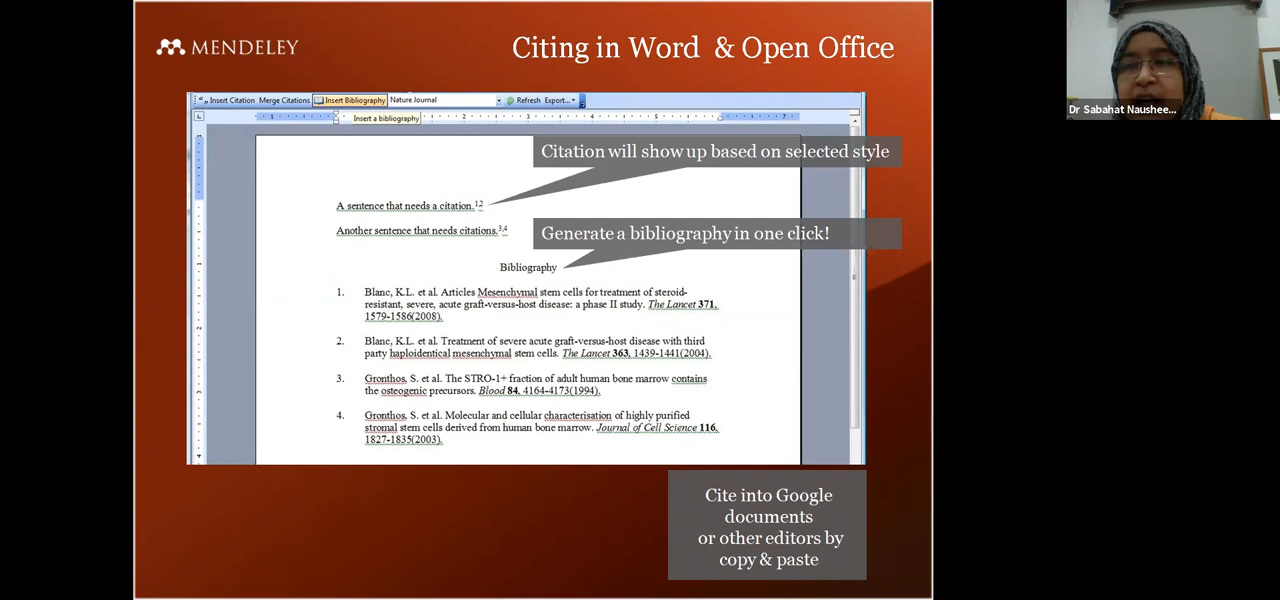 MENDELEY
Citing in Word & Open Office
Insert Citation Merge Citations Insert Bibliography Nature Journal Refresh Export...
Insert a bibliography
Citation will show up based on selected style
A sentence that needs a citation.1,2
Another sentence that needs citations.3,4
Generate a bibliography in one click!
Bibliography
1. Blanc, K.L. et al. Articles Mesenchymal stem cells for treatment of steroid-
resistant, severe, acute graft-versus-host disease: a phase II study. The Lancet 371,
1579-1586(2008).
2. Blanc, K.L. et al. Treatment of severe acute graft-versus-host disease with third
party haploidentical mesenchymal stem cells. The Lancet 363, 1439-1441(2004).
3. Gronthos, S. et al. The STRO-1+ fraction of adult human bone marrow contains
the osteogenic precursors. Blood 84, 4164-4173(1994).
4. Gronthos, S. et al. Molecular and cellular characterisation of highly purified
stromal stem cells derived from human bone marrow. Journal of Cell Science 116,
1827-1835(2003).
Cite into Google
documents
or other editors by
copy & paste
Dr Sabahat Naushee...